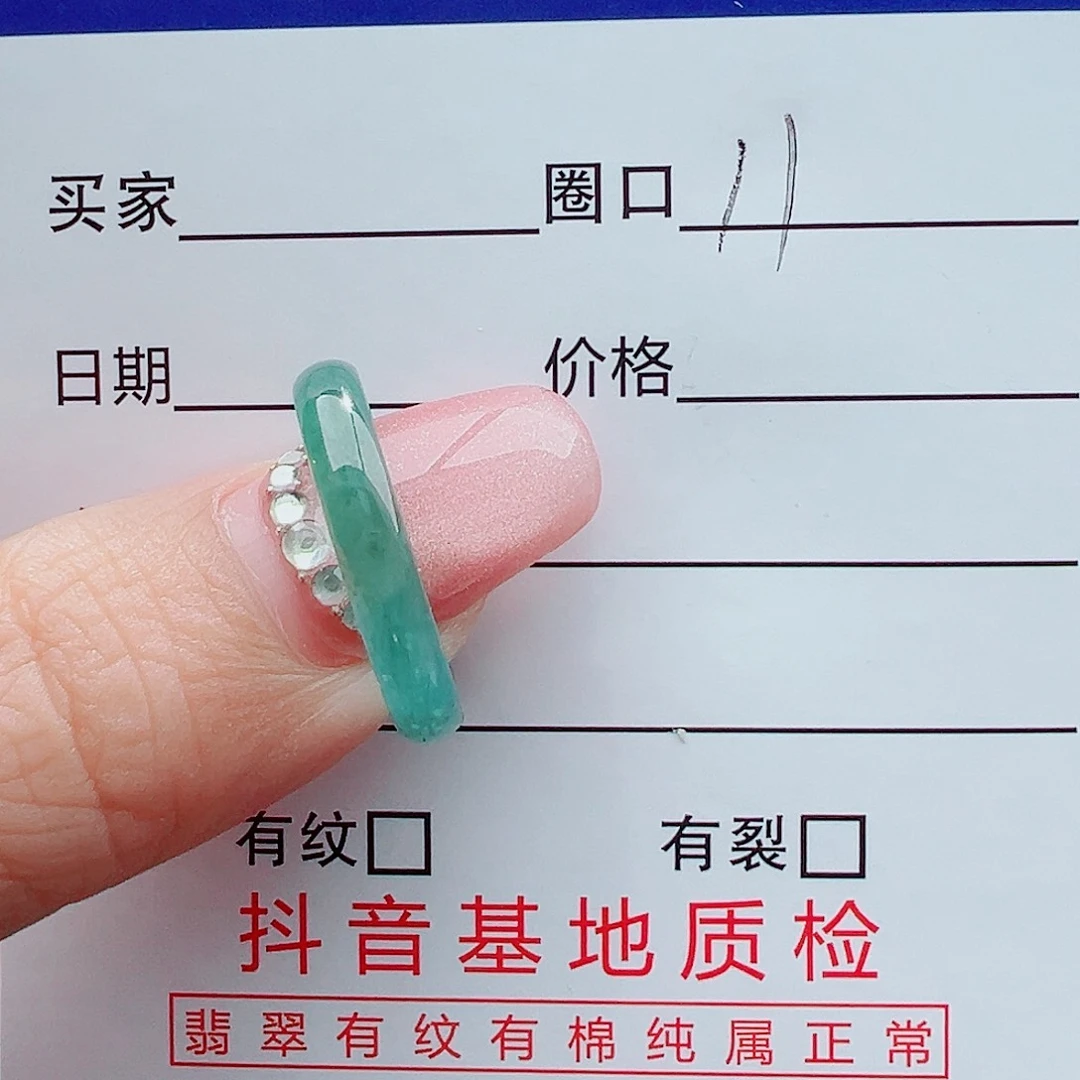 买家 圈口 11
日期 价格
有纹 有裂
抖音基地质检
翡翠有纹有棉纯属正常